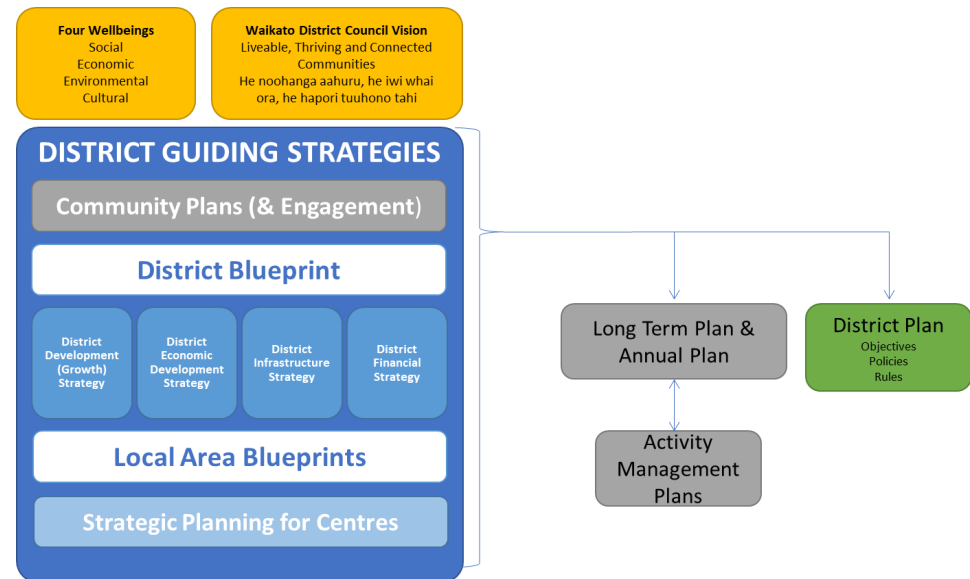 Four Wellbeings
Social
Economic
Environmental
Cultural
Waikato District Council Vision
Liveable, Thriving and Connected
Communities
He noohanga aahuru, he iwi whai
ora, he hapori tuuhono tahi
DISTRICT GUIDING STRATEGIES
Community Plans (& Engagement)
District Blueprint
District
Development
(Growth)
Strategy
District
Economic
Development
Strategy
District
Infrastructure
Strategy
District
Financial
Strategy
Local Area Blueprints
Strategic Planning for Centres
Long Term Plan &
Annual Plan
Activity
Management
Plans
District Plan
Objectives
Policies
Rules